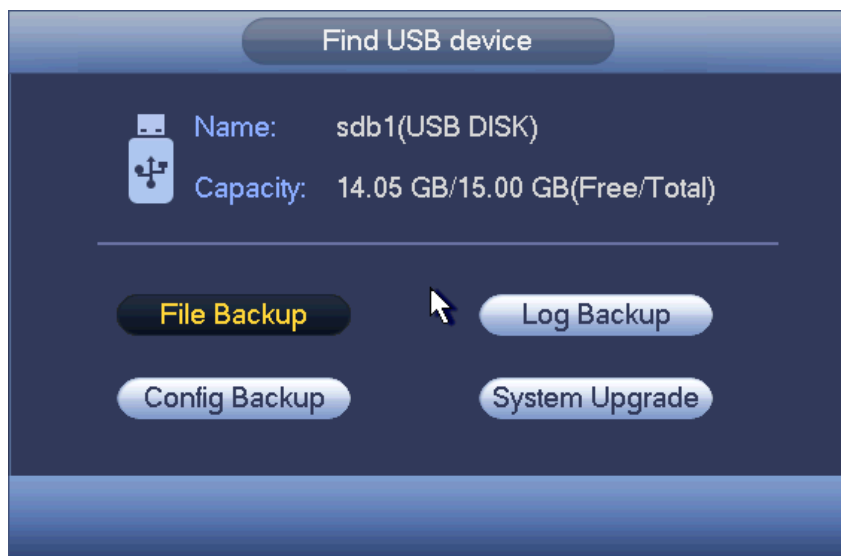 Find USB device
Name: sdb1(USB DISK)
Capacity: 14.05 GB/15.00 GB(Free/Total)
File Backup Log Backup
Config Backup System Upgrade